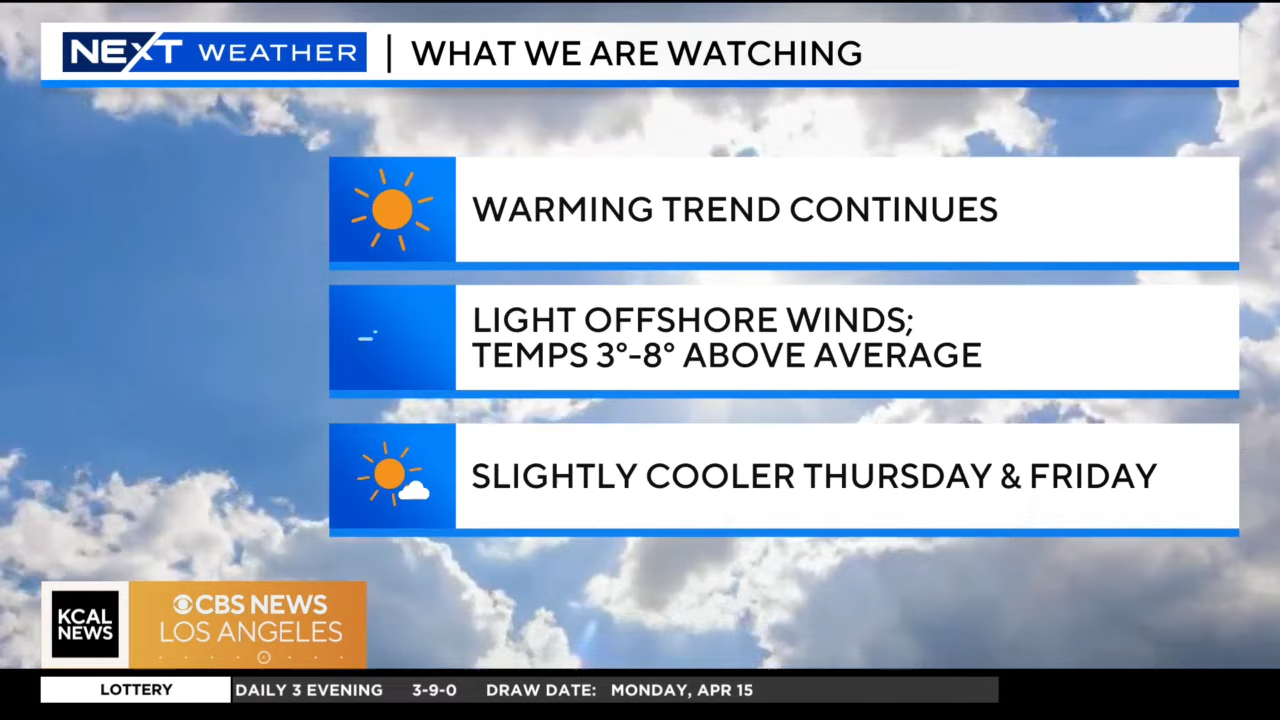 NEXT WEATHER | WHAT WE ARE WATCHING
WARMING TREND CONTINUES
LIGHT OFFSHORE WINDS;
TEMPS 3°-8° ABOVE AVERAGE
SLIGHTLY COOLER THURSDAY & FRIDAY
KCAL
NEWS
CBS NEWS
LOS ANGELES
LOTTERY DAILY 3 EVENING 3-9-0 DRAW DATE: MONDAY, APR 15